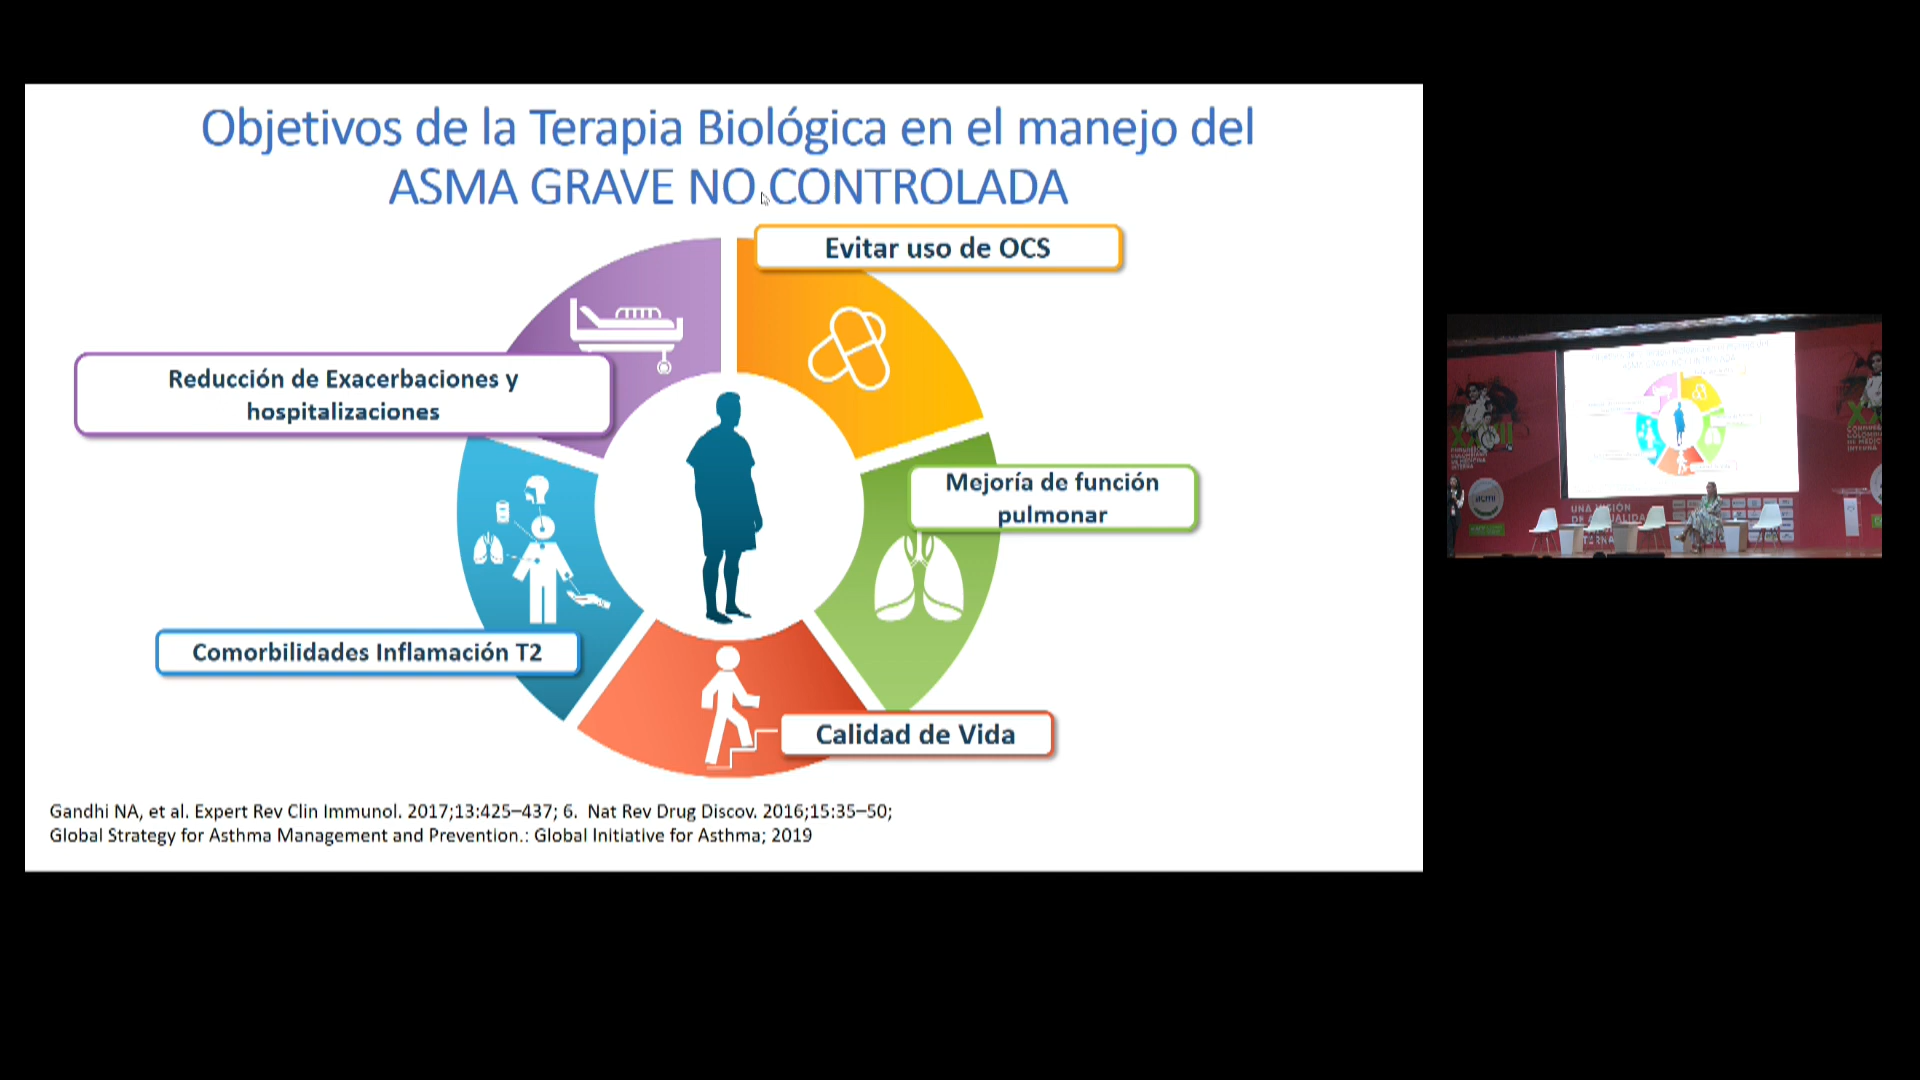 Objetivos de la Terapia Biológica en el manejo del
ASMA GRAVE NO CONTROLADA
Evitar uso de OCS
Reducción de Exacerbaciones y
hospitalizaciones
Mejoría de función
pulmonar
Comorbilidades Inflamación T2
Calidad de Vida
Gandhi NA, et al. Expert Rev Clin Immunol. 2017;13:425–437; 6.  Nat Rev Drug Discov. 2016;15:35–50;
Global Strategy for Asthma Management and Prevention.: Global Initiative for Asthma; 2019
acmi